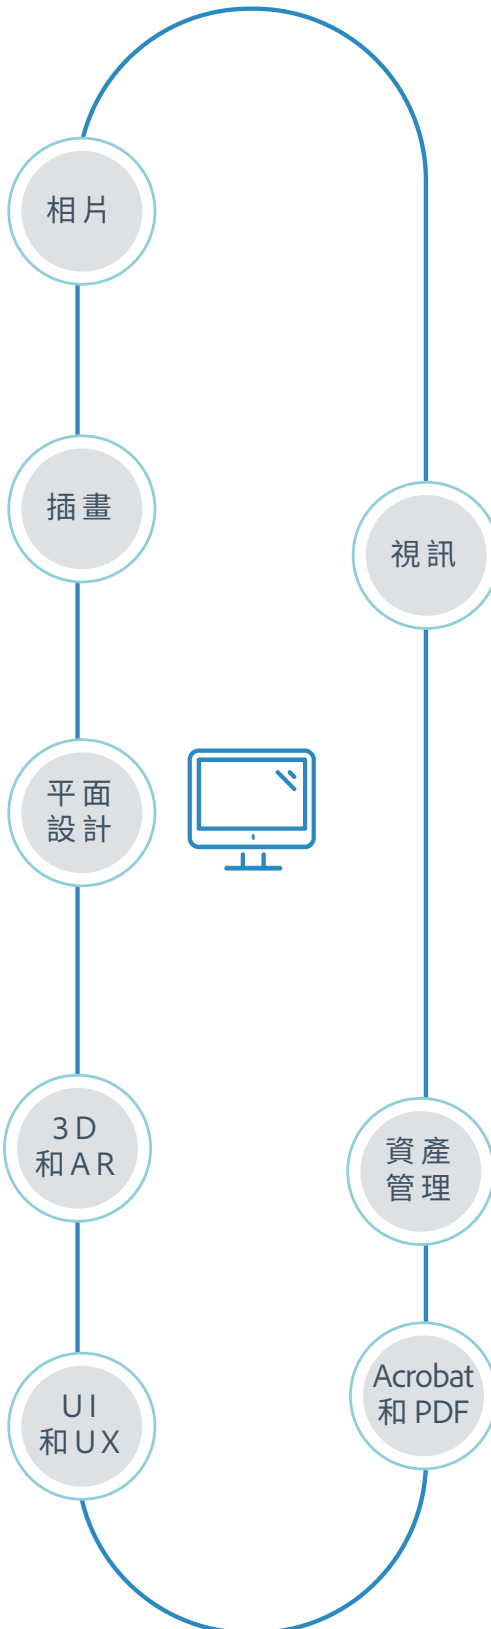 相片
插畫
視訊
平面
設計
3D
和AR
資產
管理
UI
和UX
Acrobat
和 PDF